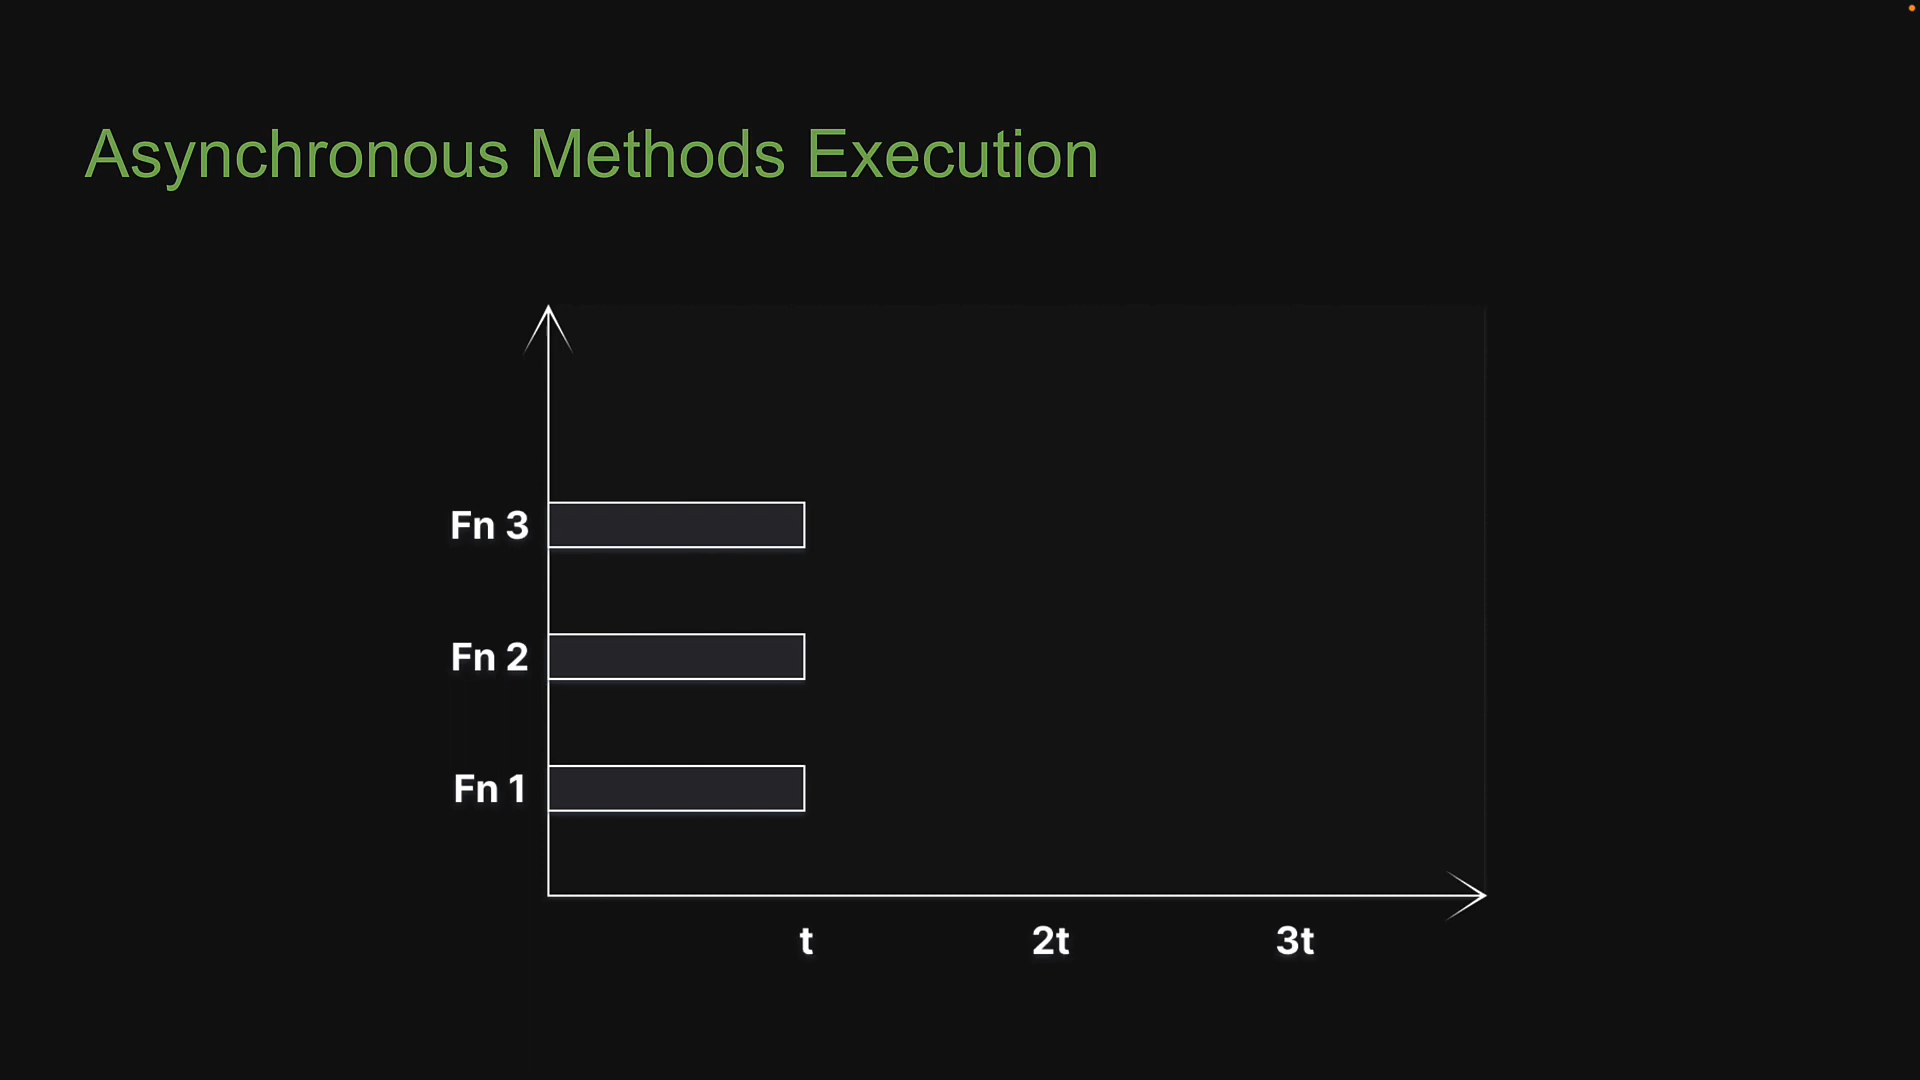 Asynchronous Methods Execution
Fn 3
Fn 2
Fn 1
t 2t 3t